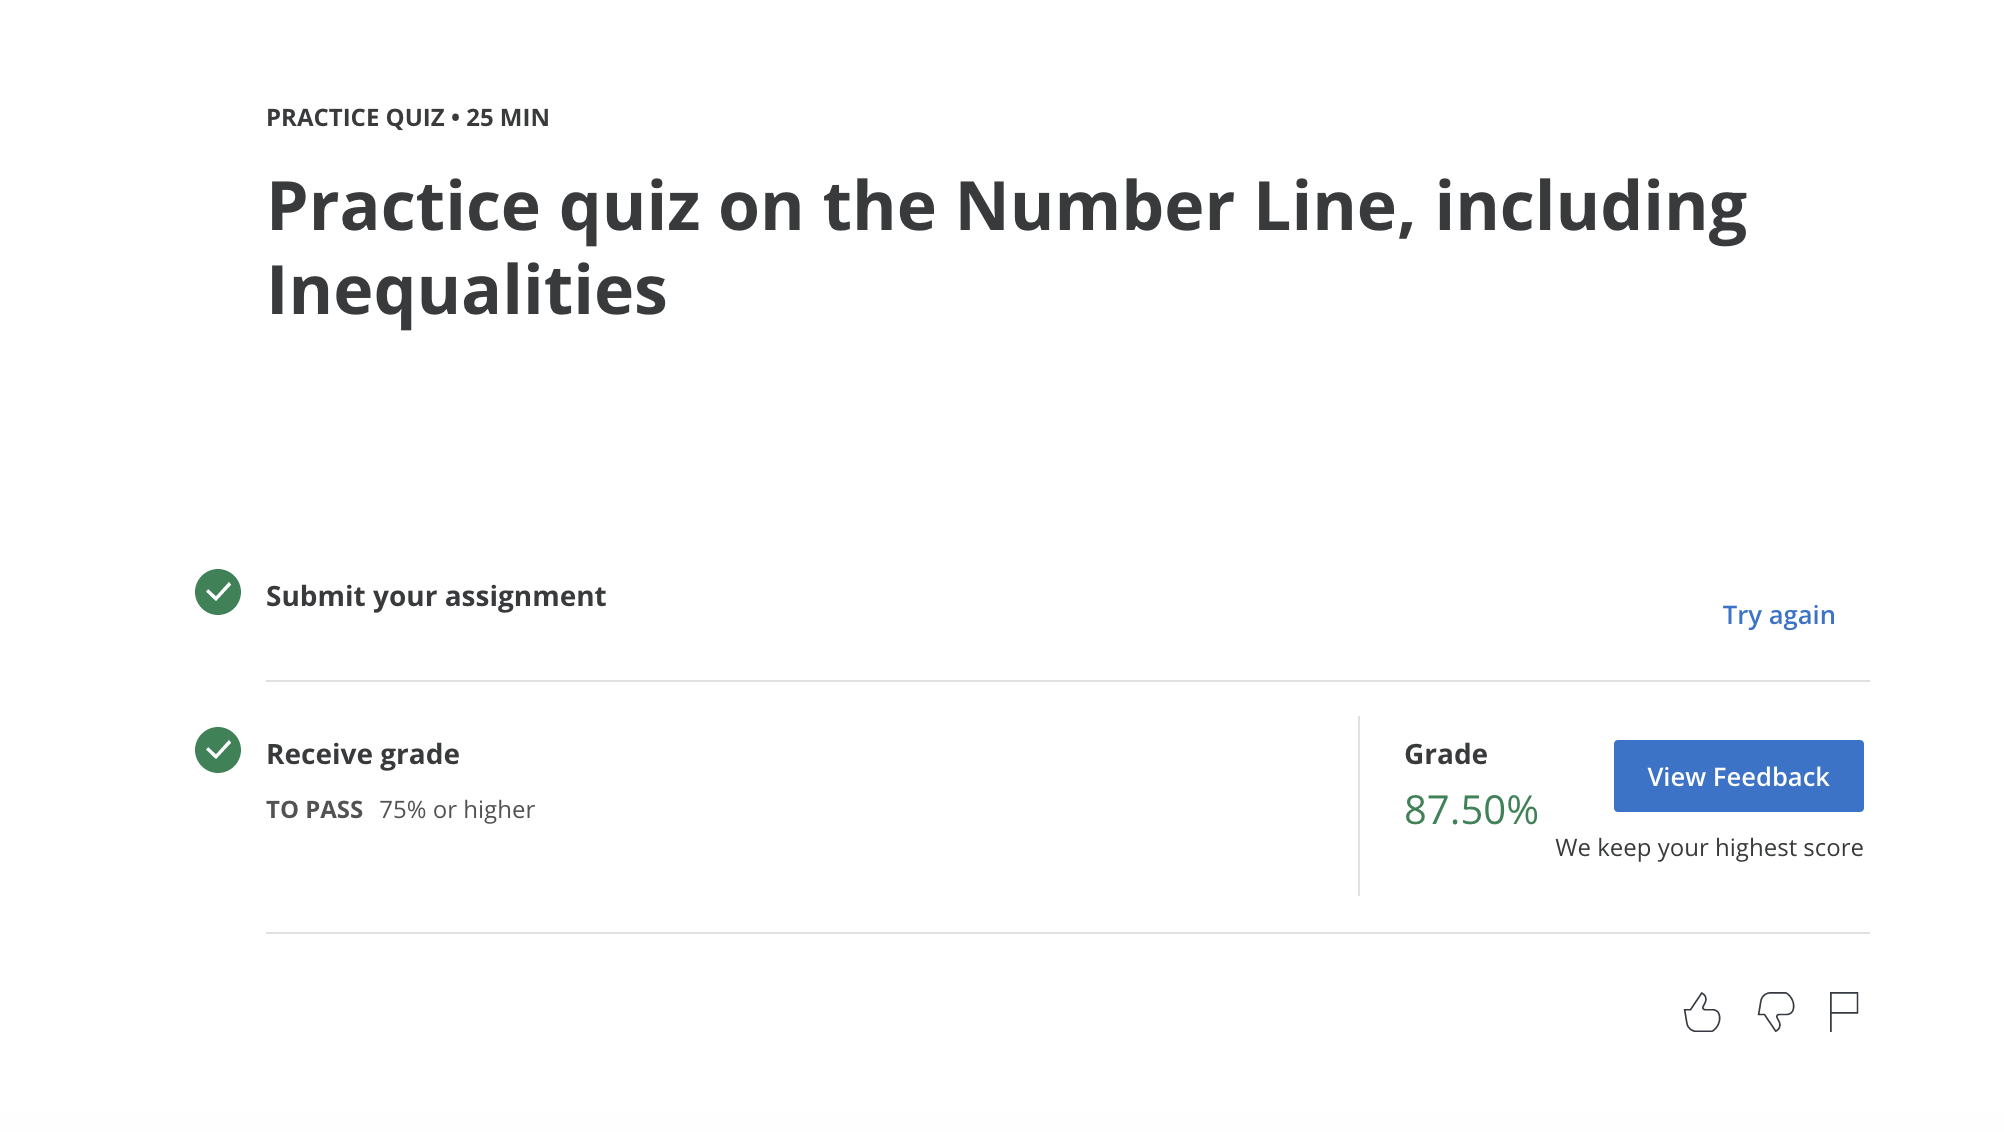 PRACTICE QUIZ • 25 MIN
Practice quiz on the Number Line, including
Inequalities
Submit your assignment
Try again
Receive grade
TO PASS 75% or higher
Grade
87.50%
View Feedback
We keep your highest score